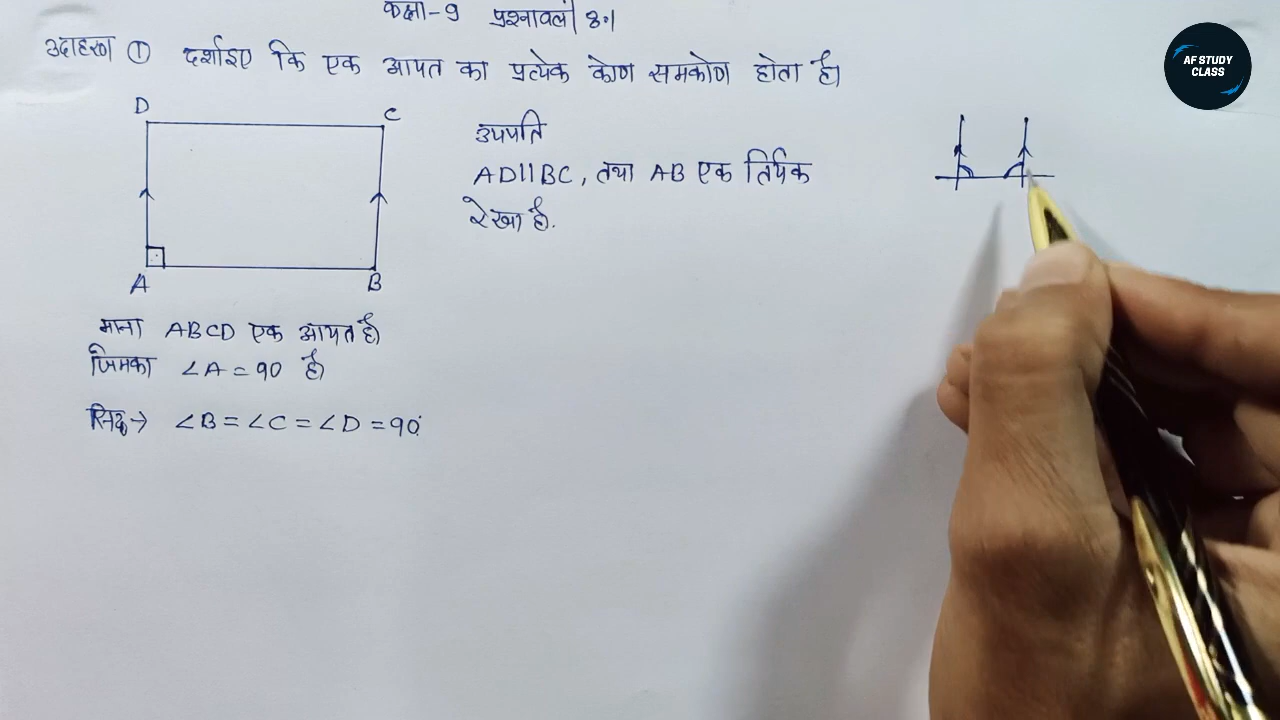 कक्षा-9 प्रश्नावली 8.1
उदाहरण ① दर्शाइए कि एक आयत का प्रत्येक कोण समकोण होता है।
AF STUDY
CLASS
D
C
A
B
उपपति
AD||BC, तथा AB एक तिर्यक
रेखा है.
माना ABCD एक आयत है।
जिसका ∠A = 90 है।
सिद्ध→ ∠B = ∠C = ∠D = 90°